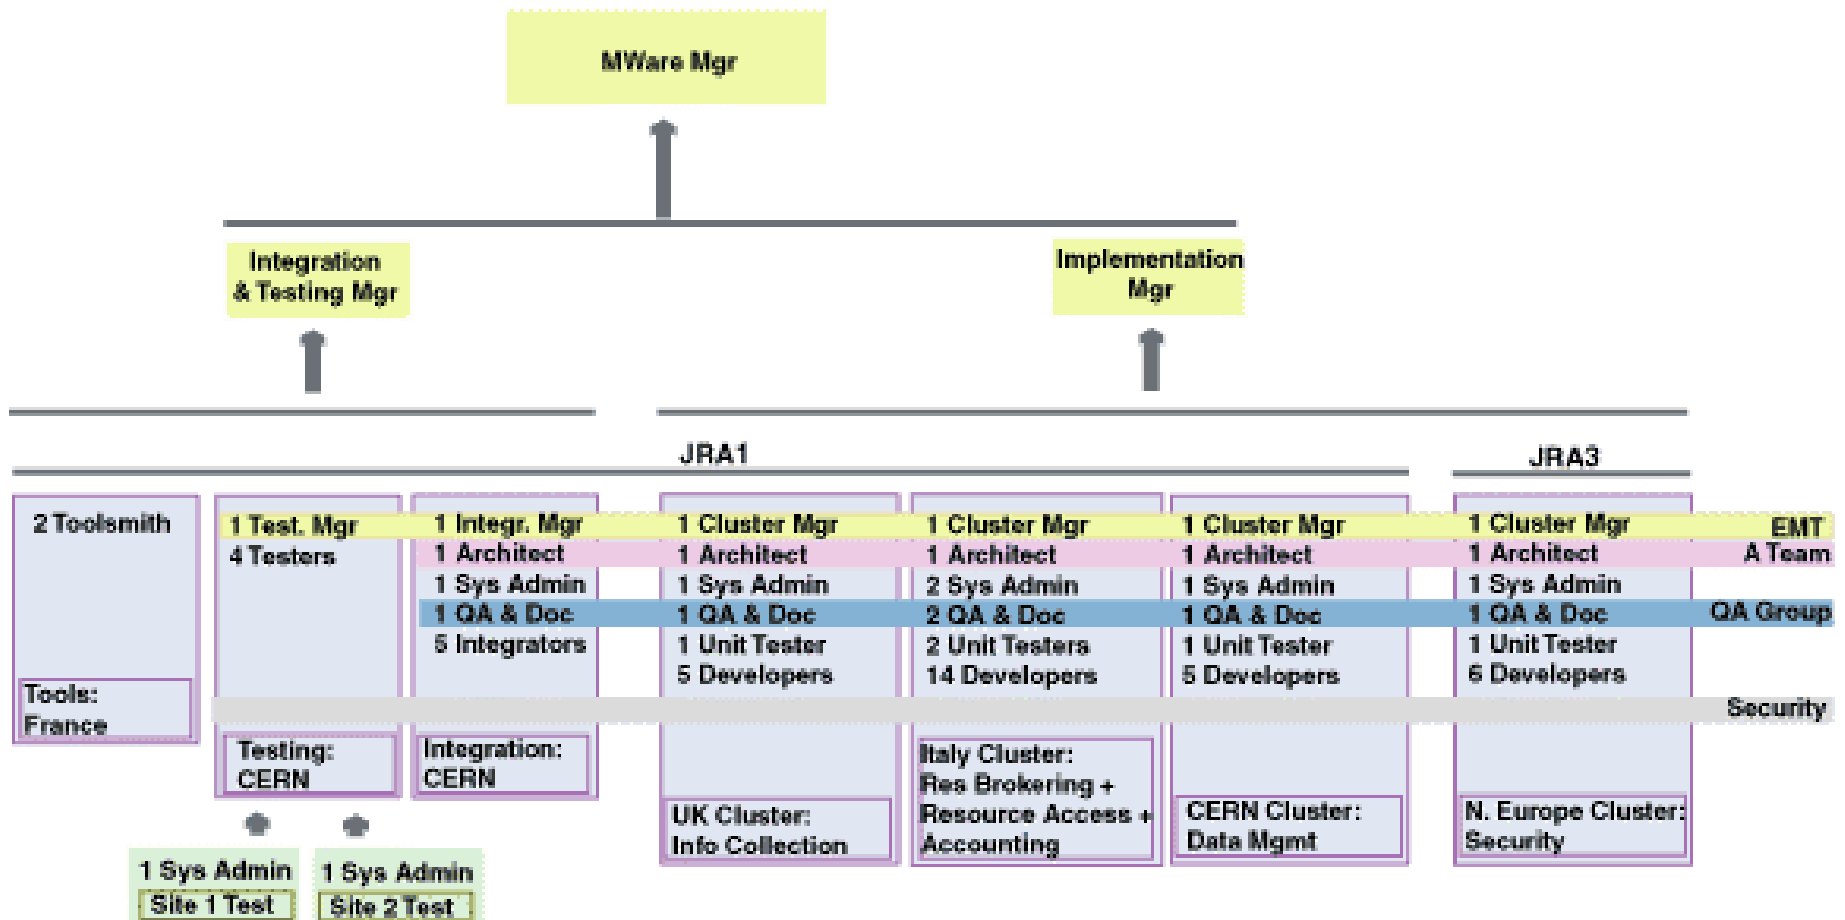 MWare Mgr
Integration
& Testing Mgr
Implementation
Mgr
JRA1
JRA3
2 Toolsmith
Tools:
France
1 Test. Mgr
4 Testers
Testing:
CERN
1 Integr. Mgr
1 Architect
1 Sys Admin
1 QA & Doc
5 Integrators
Integration:
CERN
1 Cluster Mgr
1 Architect
1 Sys Admin
1 QA & Doc
1 Unit Tester
5 Developers
UK Cluster:
Info Collection
1 Cluster Mgr
1 Architect
2 Sys Admin
2 QA & Doc
2 Unit Testers
14 Developers
Italy Cluster:
Res Brokering +
Resource Access +
Accounting
1 Cluster Mgr
1 Architect
1 Sys Admin
1 QA & Doc
1 Unit Tester
5 Developers
CERN Cluster:
Data Mgmt
1 Cluster Mgr
1 Architect
1 Sys Admin
1 QA & Doc
1 Unit Tester
6 Developers
N. Europe Cluster:
Security
EMT
A Team
QA Group
Security
1 Sys Admin
Site 1 Test
1 Sys Admin
Site 2 Test